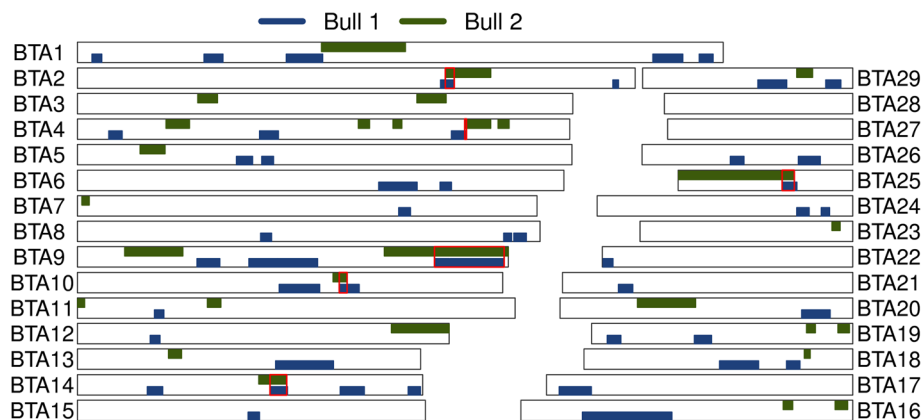 Bull 1 Bull 2
BTA1
BTA2 BTA29
BTA3 BTA28
BTA4 BTA27
BTA5 BTA26
BTA6 BTA25
BTA7 BTA24
BTA8 BTA23
BTA9 BTA22
BTA10 BTA21
BTA11 BTA20
BTA12 BTA19
BTA13 BTA18
BTA14 BTA17
BTA15 BTA16